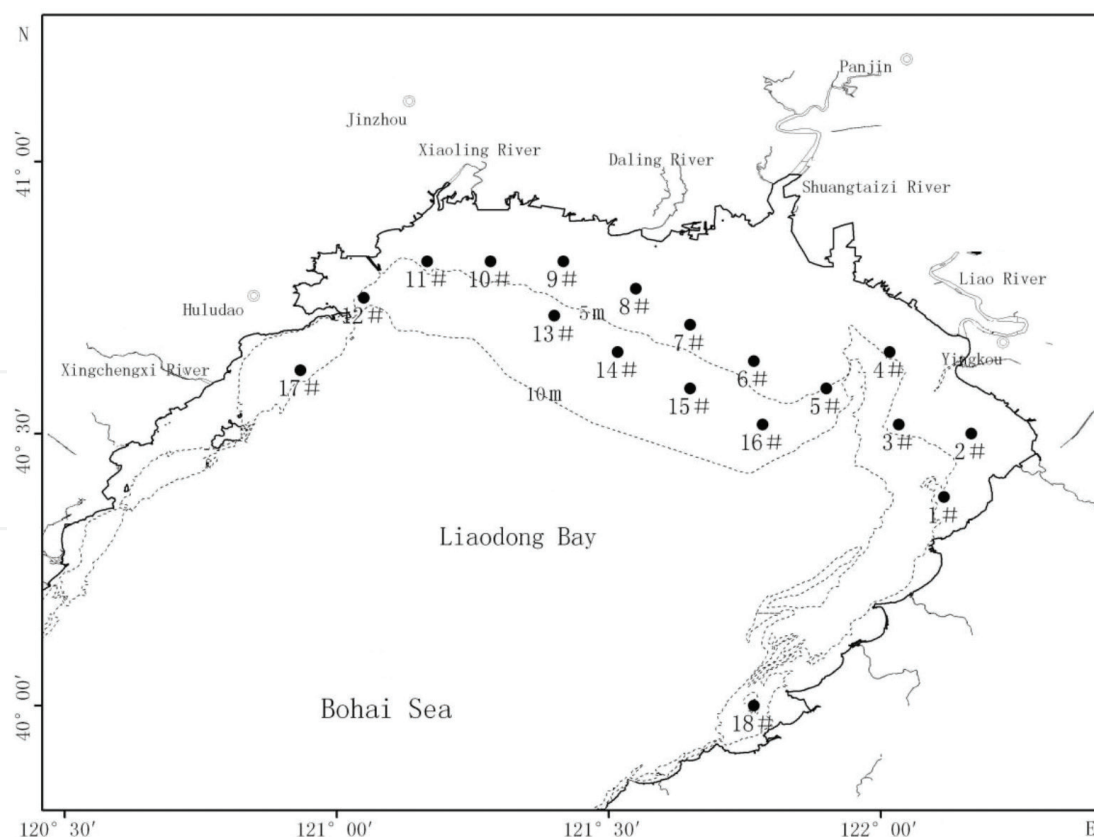 N
Panjin
Jinzhou
Xiaoling River
Daling River
41° 00′
Shuangtaizi River
11#
10#
9#
Liao River
8#
Huludao
12#
13#
5m
7#
Yingkou
14#
6#
4#
Xingchengxi River
17#
10m
15#
5#
40° 30′
16#
3#
2#
1#
Liaodong Bay
40° 00′
Bohai Sea
18#
120° 30′
121° 00′
121° 30′
122° 00′
E